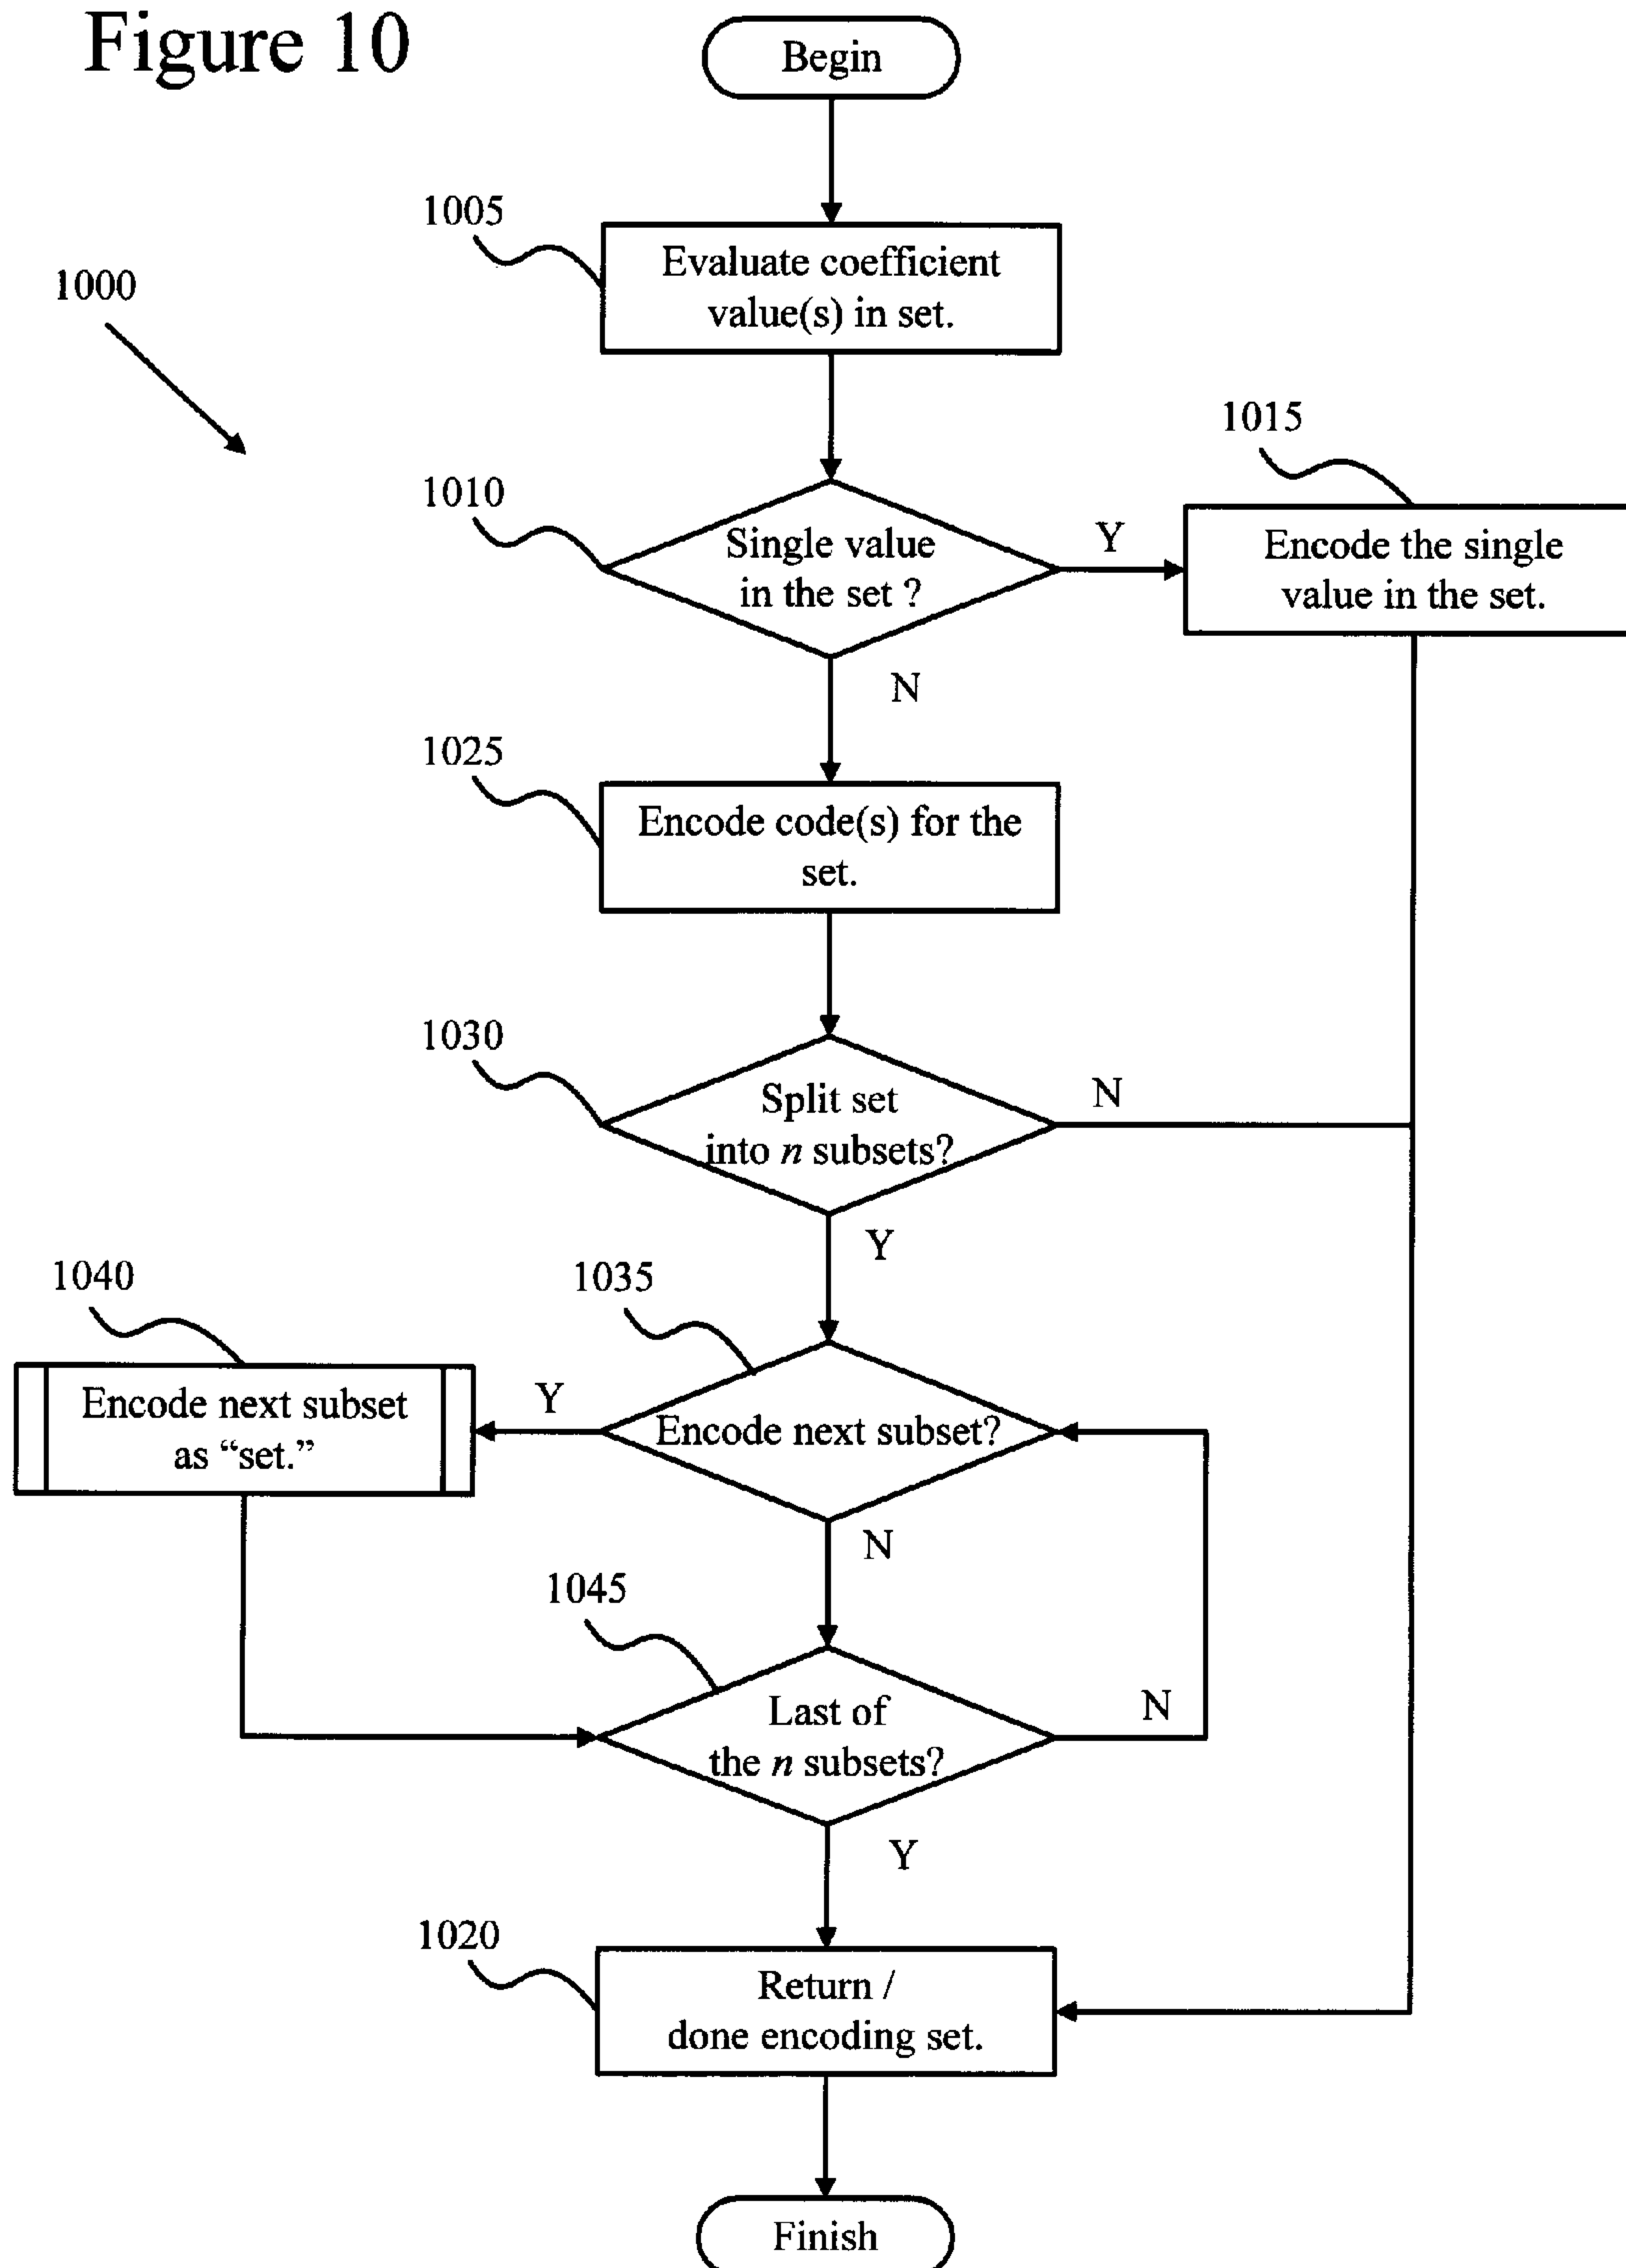 Figure 10
Begin
1005
Evaluate coefficient
value(s) in set.
1000
1010
Single value
in the set ?
Y
1015
Encode the single
value in the set.
N
1025
Encode code(s) for the
set.
1030
Split set
into n subsets?
N
Y
1040
1035
Encode next subset
as “set.”
Y
Encode next subset?
N
1045
Last of
the n subsets?
N
Y
1020
Return /
done encoding set.
Finish